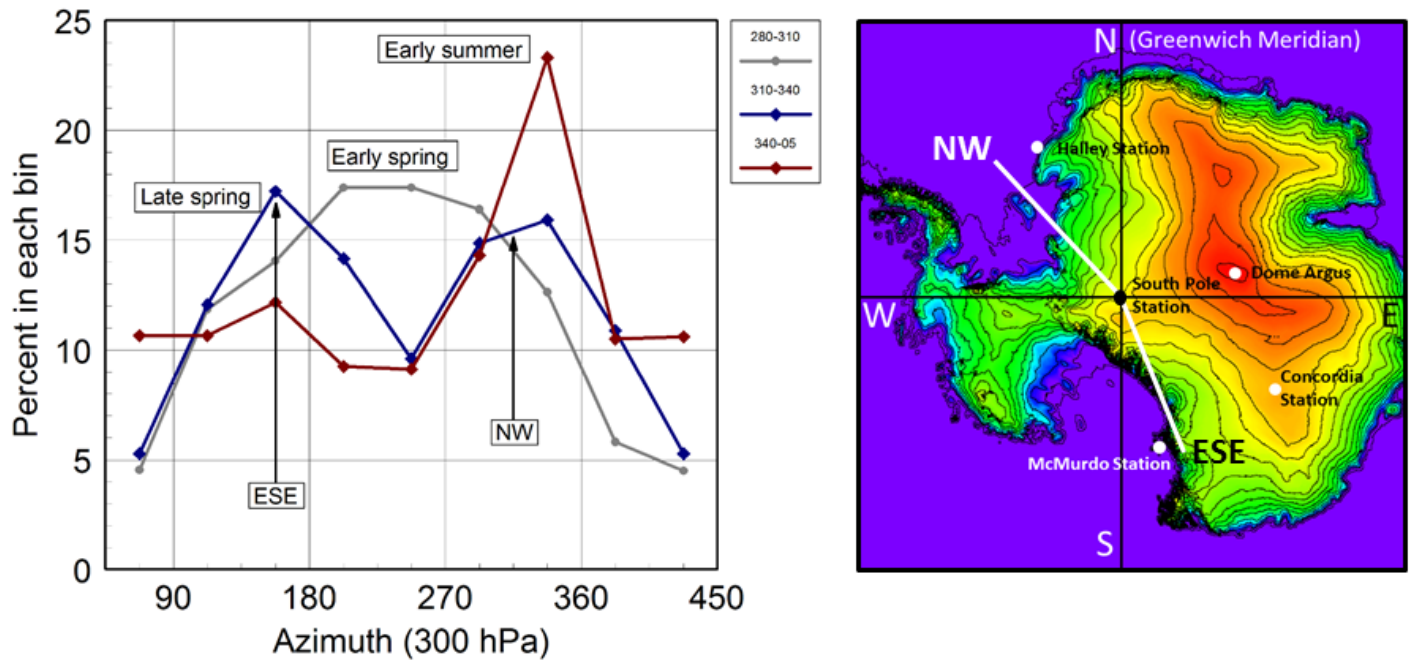 25
20
15
10
5
0
Percent in each bin
90
180
270
360
450
Azimuth (300 hPa)
Early summer
Early spring
Late spring
ESE
NW
280-310
310-340
340-05
N (Greenwich Meridian)
NW
Halley Station
Dome Argus
South Pole
Station
W
E
Concordia
Station
McMurdo Station
ESE
S